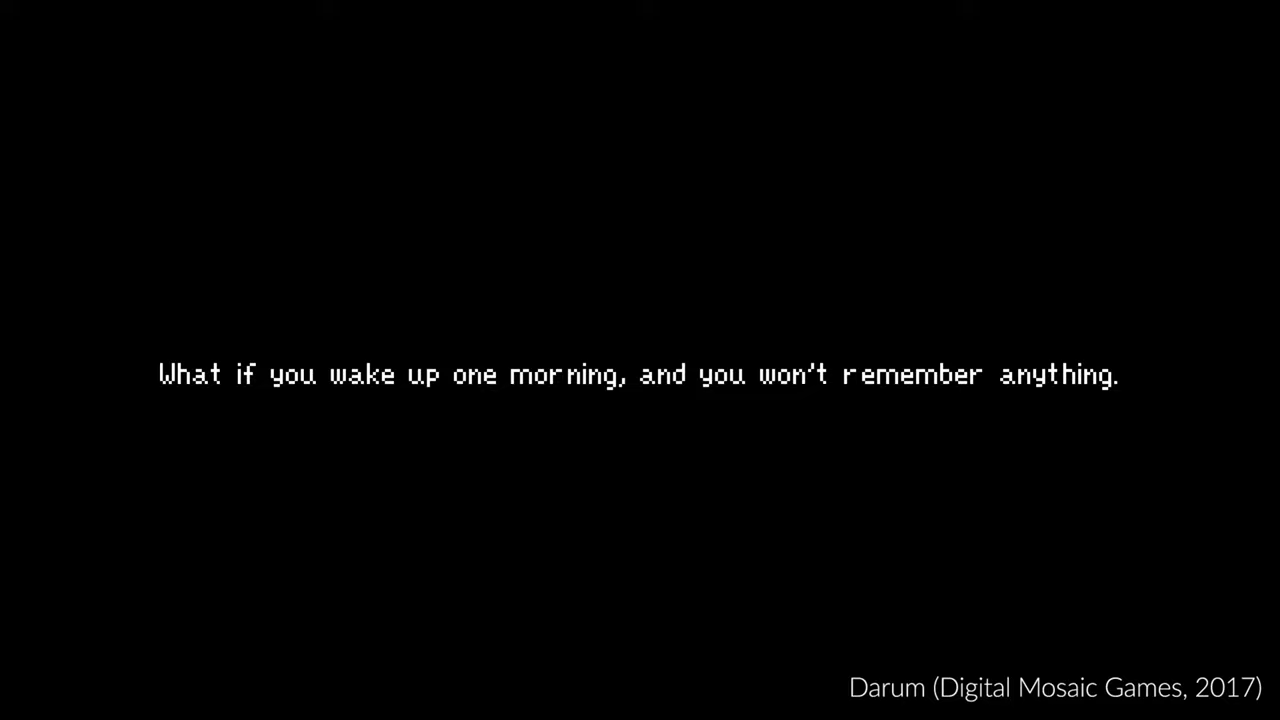 What if you wake up one morning, and you won't remember anything.
Darum (Digital Mosaic Games, 2017)